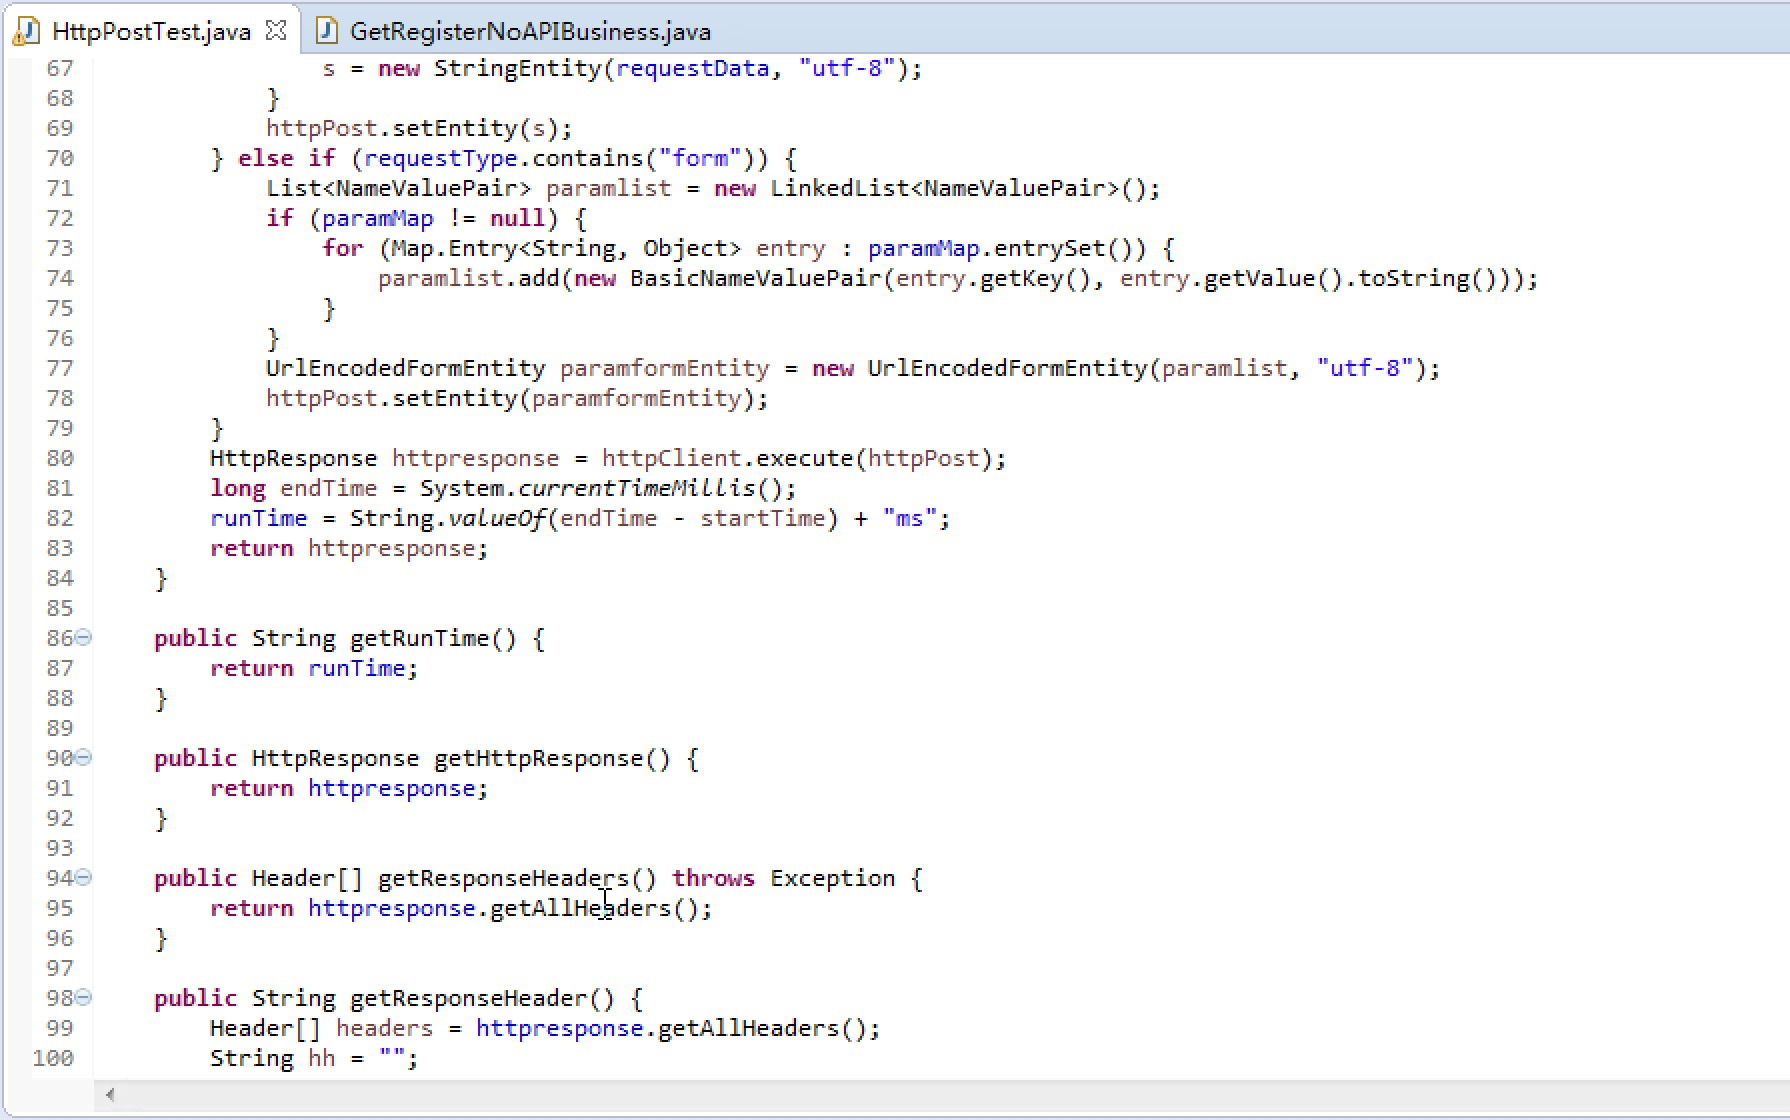 HttpPostTest.java
GetRegisterNoAPIBusiness.java
67                 s = new StringEntity(requestData, "utf-8");
68             }
69             httpPost.setEntity(s);
70         } else if (requestType.contains("form")) {
71             List<NameValuePair> paramlist = new LinkedList<NameValuePair>();
72             if (paramMap != null) {
73                 for (Map.Entry<String, Object> entry : paramMap.entrySet()) {
74                     paramlist.add(new BasicNameValuePair(entry.getKey(), entry.getValue().toString()));
75                 }
76             }
77             UrlEncodedFormEntity paramformEntity = new UrlEncodedFormEntity(paramlist, "utf-8");
78             httpPost.setEntity(paramformEntity);
79         }
80         HttpResponse httpresponse = httpClient.execute(httpPost);
81         long endTime = System.currentTimeMillis();
82         runTime = String.valueOf(endTime - startTime) + "ms";
83         return httpresponse;
84     }
85
86     public String getRunTime() {
87         return runTime;
88     }
89
90     public HttpResponse getHttpResponse() {
91         return httpresponse;
92     }
93
94     public Header[] getResponseHeaders() throws Exception {
95         return httpresponse.getAllHeaders();
96     }
97
98     public String getResponseHeader() {
99         Header[] headers = httpresponse.getAllHeaders();
100         String hh = "";